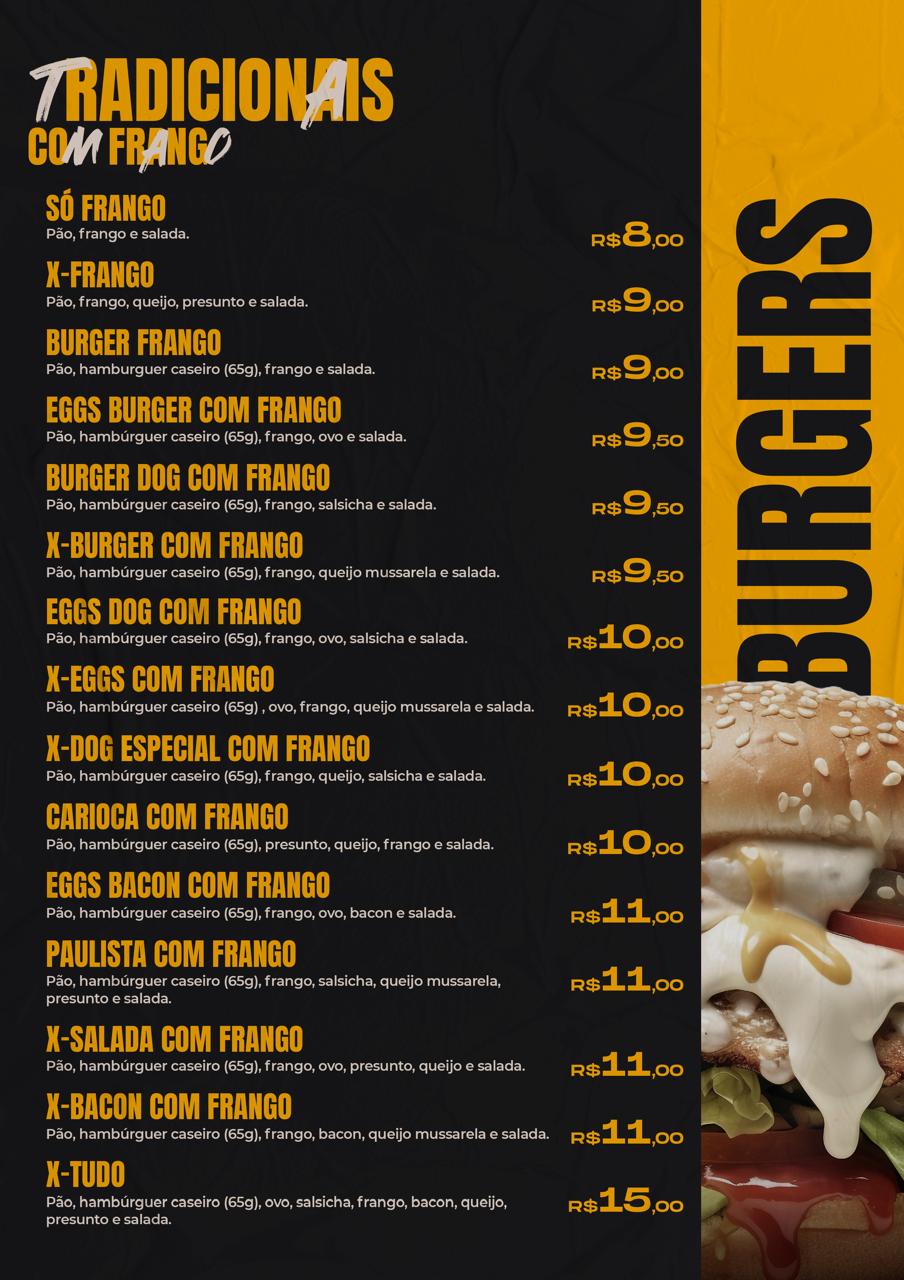 TRADICIONAIS
COM FRANGO
SÓ FRANGO
Pão, frango e salada.
R$8,00
X-FRANGO
Pão, frango, queijo, presunto e salada.
R$9,00
BURGER FRANGO
Pão, hamburguer caseiro (65g), frango e salada.
R$9,00
EGGS BURGER COM FRANGO
Pão, hambúrguer caseiro (65g), frango, ovo e salada.
R$9,50
BURGER DOG COM FRANGO
Pão, hambúrguer caseiro (65g), frango, salsicha e salada.
R$9,50
X-BURGER COM FRANGO
Pão, hambúrguer caseiro (65g), frango, queijo mussarela e salada.
R$9,50
EGGS DOG COM FRANGO
Pão, hambúrguer caseiro (65g), frango, ovo, salsicha e salada.
R$10,00
X-EGGS COM FRANGO
Pão, hambúrguer caseiro (65g) , ovo, frango, queijo mussarela e salada.
R$10,00
X-DOG ESPECIAL COM FRANGO
Pão, hambúrguer caseiro (65g), frango, queijo, salsicha e salada.
R$10,00
CARIOCA COM FRANGO
Pão, hambúrguer caseiro (65g), presunto, queijo, frango e salada.
R$10,00
EGGS BACON COM FRANGO
Pão, hambúrguer caseiro (65g), frango, ovo, bacon e salada.
R$11,00
PAULISTA COM FRANGO
Pão, hambúrguer caseiro (65g), frango, salsicha, queijo mussarela,
presunto e salada.
R$11,00
X-SALADA COM FRANGO
Pão, hambúrguer caseiro (65g), frango, ovo, presunto, queijo e salada.
R$11,00
X-BACON COM FRANGO
Pão, hambúrguer caseiro (65g), frango, bacon, queijo mussarela e salada.
R$11,00
X-TUDO
Pão, hambúrguer caseiro (65g), ovo, salsicha, frango, bacon, queijo,
presunto e salada.
R$15,00
BURGERS